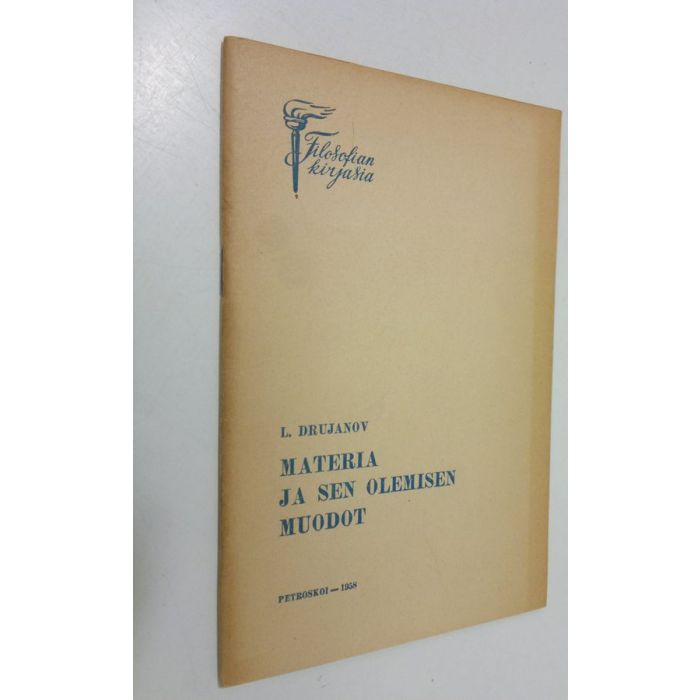 Filosofian
kirjasia
L. DRUJANOV
MATERIA
JA SEN OLEMISEN
MUODOT
PETROSKOI — 1958